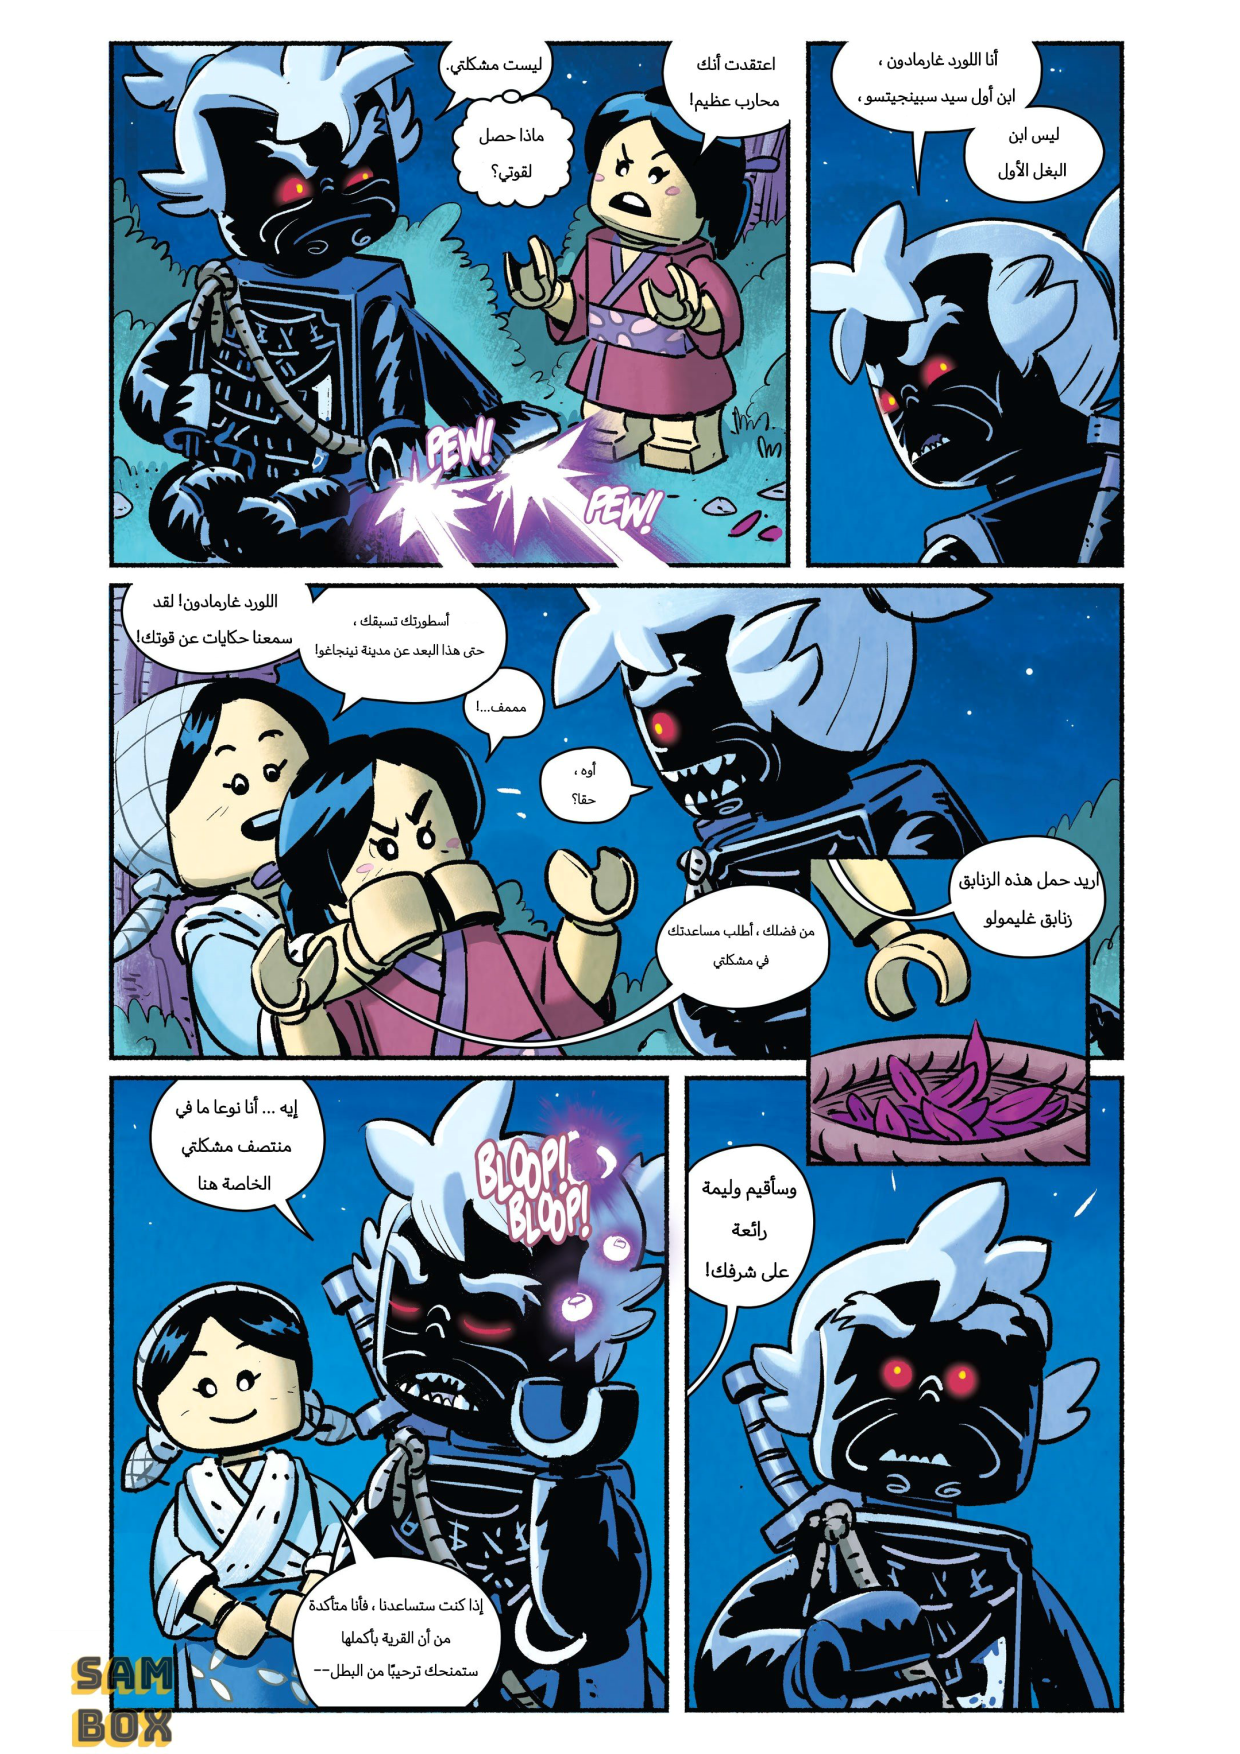 أنا اللورد غارمادون ،
ابن أول سيد سبينجيتسو ،
ليس ابن
البغل الأول
اعتقدت أنك
محارب عظيم!
ليست مشكلتي.
ماذا حصل
لقوتي؟
PEW!
PEW!
اللورد غارمادون! لقد
سمعنا حكايات عن قوتك!
أسطورتك تسبقك ،
حتى هذا البعد عن مدينة نينجاغو!
مممف...!
أوه ،
حقا؟
من فضلك ، أطلب مساعدتك
في مشكلتي
اريد حمل هذه الزنابق
زنابق غليمولو
إيه ... أنا نوعا ما في
منتصف مشكلتي
الخاصة هنا
BLOOP!
BLOOP!
إذا كنت ستساعدنا ، فأنا متأكدة
من أن القرية بأكملها
ستمنحك ترحيبًا من البطل--
وسأقيم وليمة
رائعة
على شرفك!
SAM
BOX